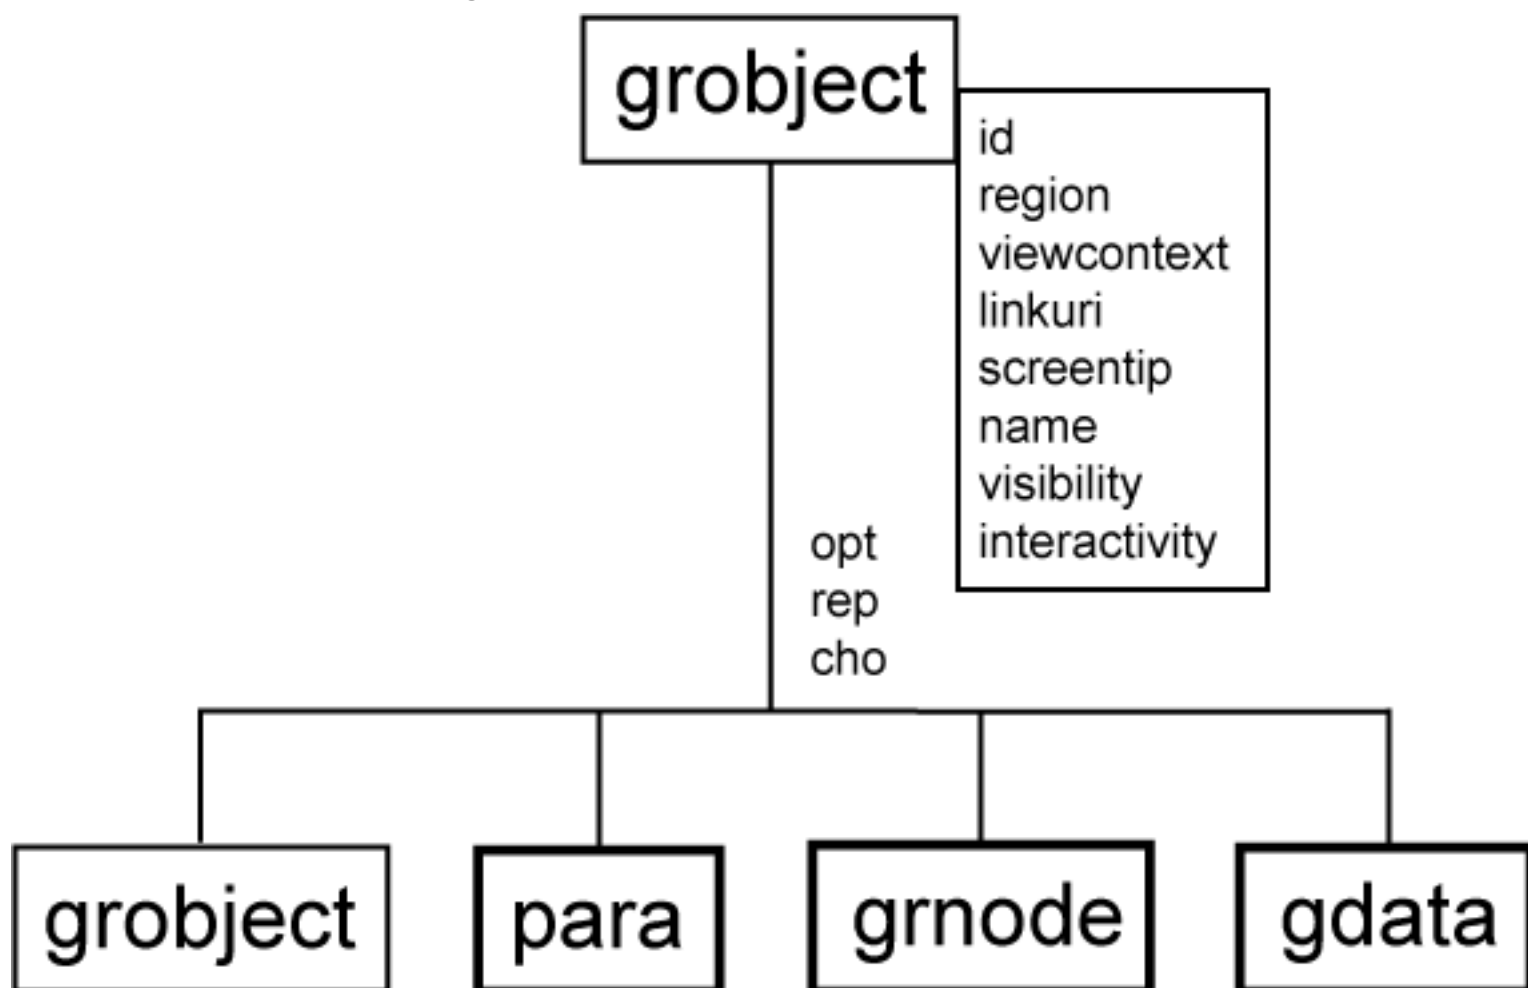 grobject
id
region
viewcontext
linkuri
screentip
name
visibility
interactivity
opt
rep
cho
grobject
para
grnode
gdata